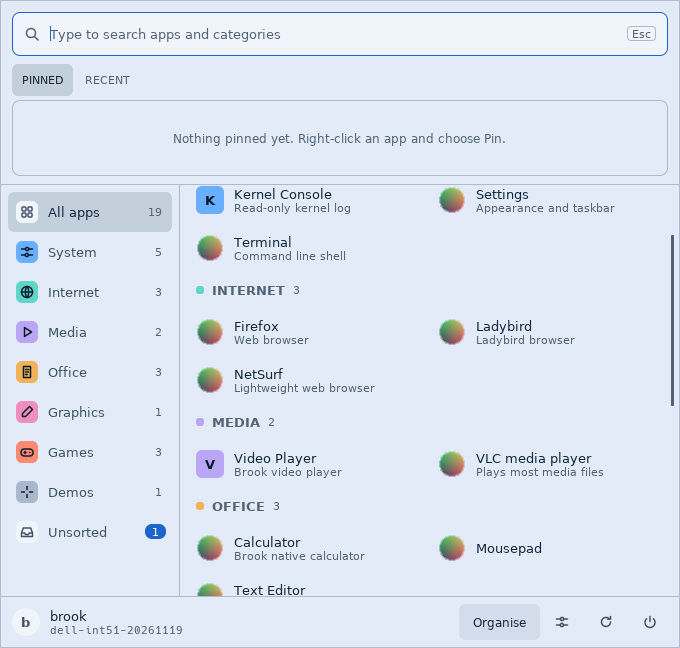 Type to search apps and categories
Esc
PINNED
RECENT
Nothing pinned yet. Right-click an app and choose Pin.
All apps 19
System 5
Internet 3
Media 2
Office 3
Graphics 1
Games 3
Demos 1
Unsorted 1
K
Kernel Console
Read-only kernel log
Settings
Appearance and taskbar
Terminal
Command line shell
INTERNET 3
Firefox
Web browser
Ladybird
Ladybird browser
NetSurf
Lightweight web browser
MEDIA 2
V
Video Player
Brook video player
VLC media player
Plays most media files
OFFICE 3
Calculator
Brook native calculator
Mousepad
Text Editor
b
brook
dell-int51-20261119
Organise